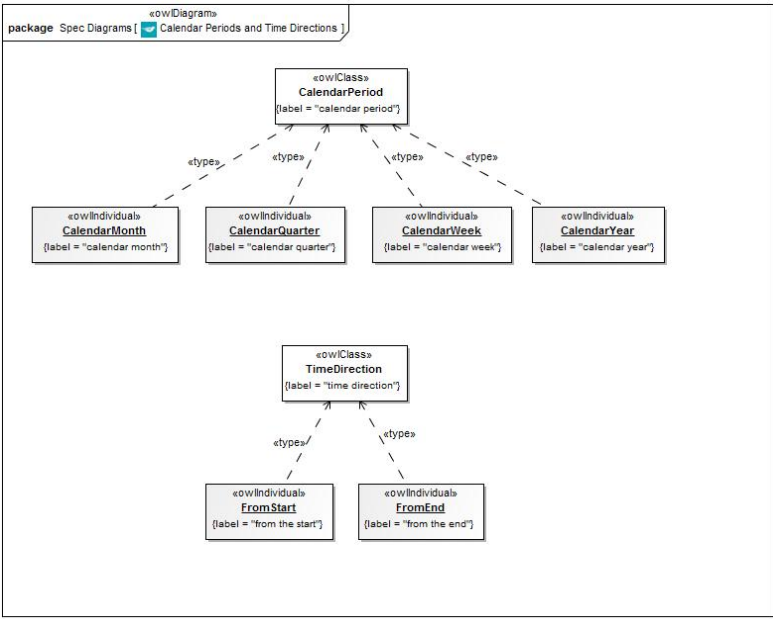 «owlDiagram»
package Spec Diagrams [ Calendar Periods and Time Directions ]
«owlClass»
CalendarPeriod
{label = "calendar period"}
«type» «type» «type» «type»
«owlIndividual» «owlIndividual» «owlIndividual» «owlIndividual»
CalendarMonth CalendarQuarter CalendarWeek CalendarYear
{label = "calendar month"} {label = "calendar quarter"} {label = "calendar week"} {label = "calendar year"}
«owlClass»
TimeDirection
{label = "time direction"}
«type» «type»
«owlIndividual» «owlIndividual»
FromStart FromEnd
{label = "from the start"} {label = "from the end"}